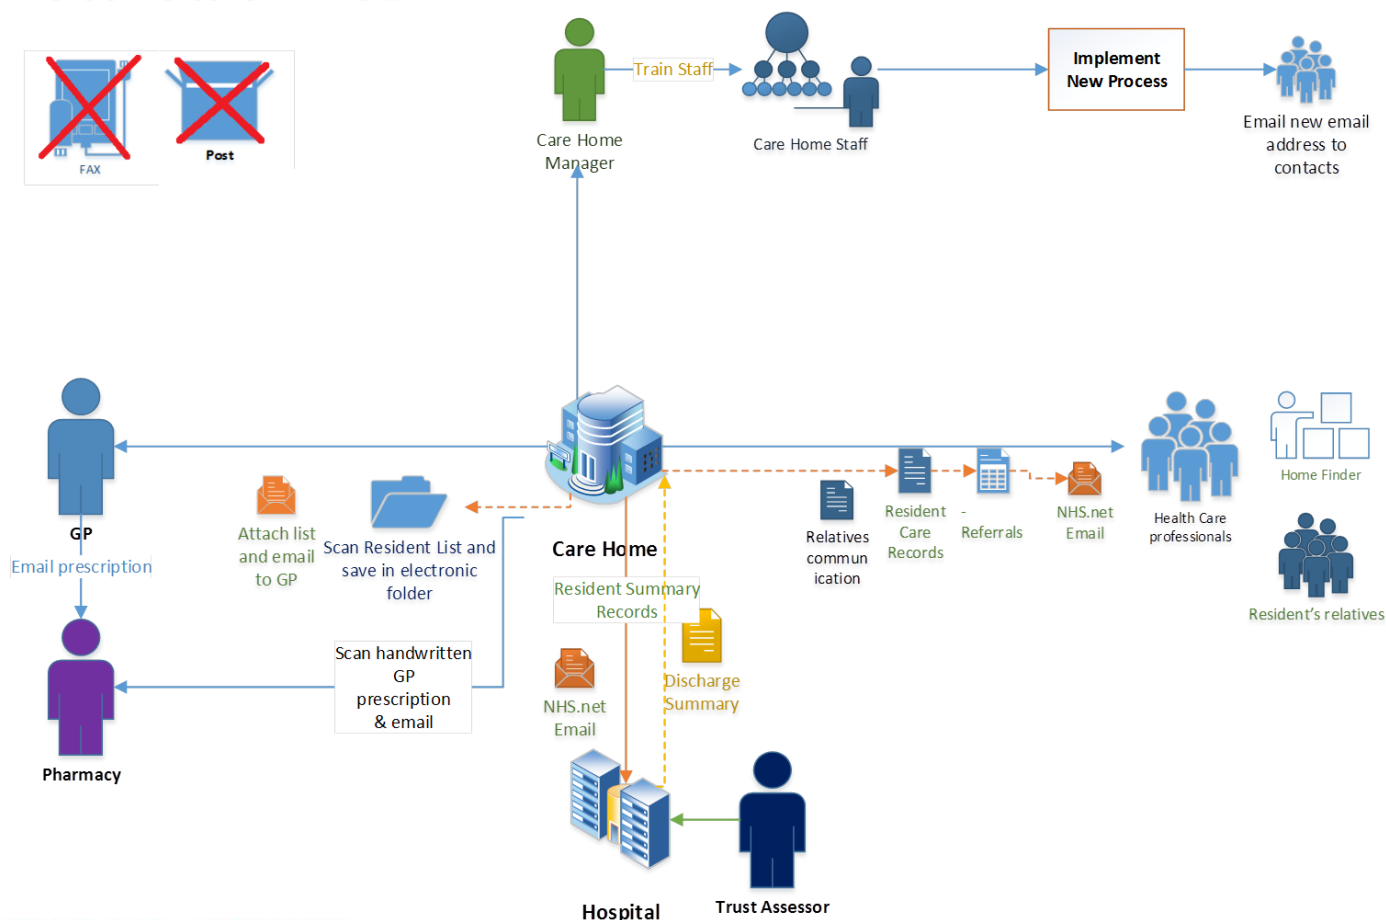 FAX
Post
Care Home
Manager
Train Staff
Care Home Staff
Implement
New Process
Email new email
address to
contacts
GP
Email prescription
Attach list
and email
to GP
Scan Resident List and
save in electronic
folder
Care Home
Resident Summary
Records
Relatives
commun
ication
Resident
Care
Records
-
Referrals
NHS.net
Email
Health Care
professionals
Home Finder
Resident's relatives
Scan handwritten
GP
prescription
& email
Pharmacy
NHS.net
Email
Discharge
Summary
Hospital
Trust Assessor